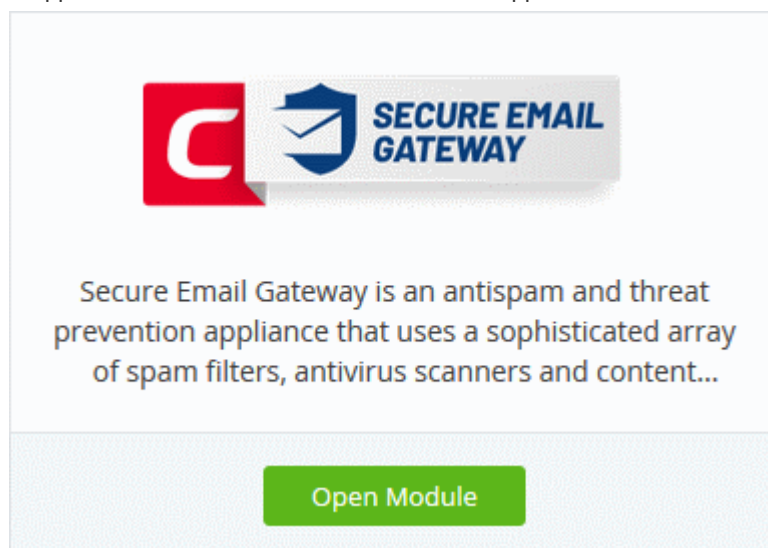 C
SECURE EMAIL
GATEWAY
Secure Email Gateway is an antispam and threat
prevention appliance that uses a sophisticated array
of spam filters, antivirus scanners and content...
Open Module